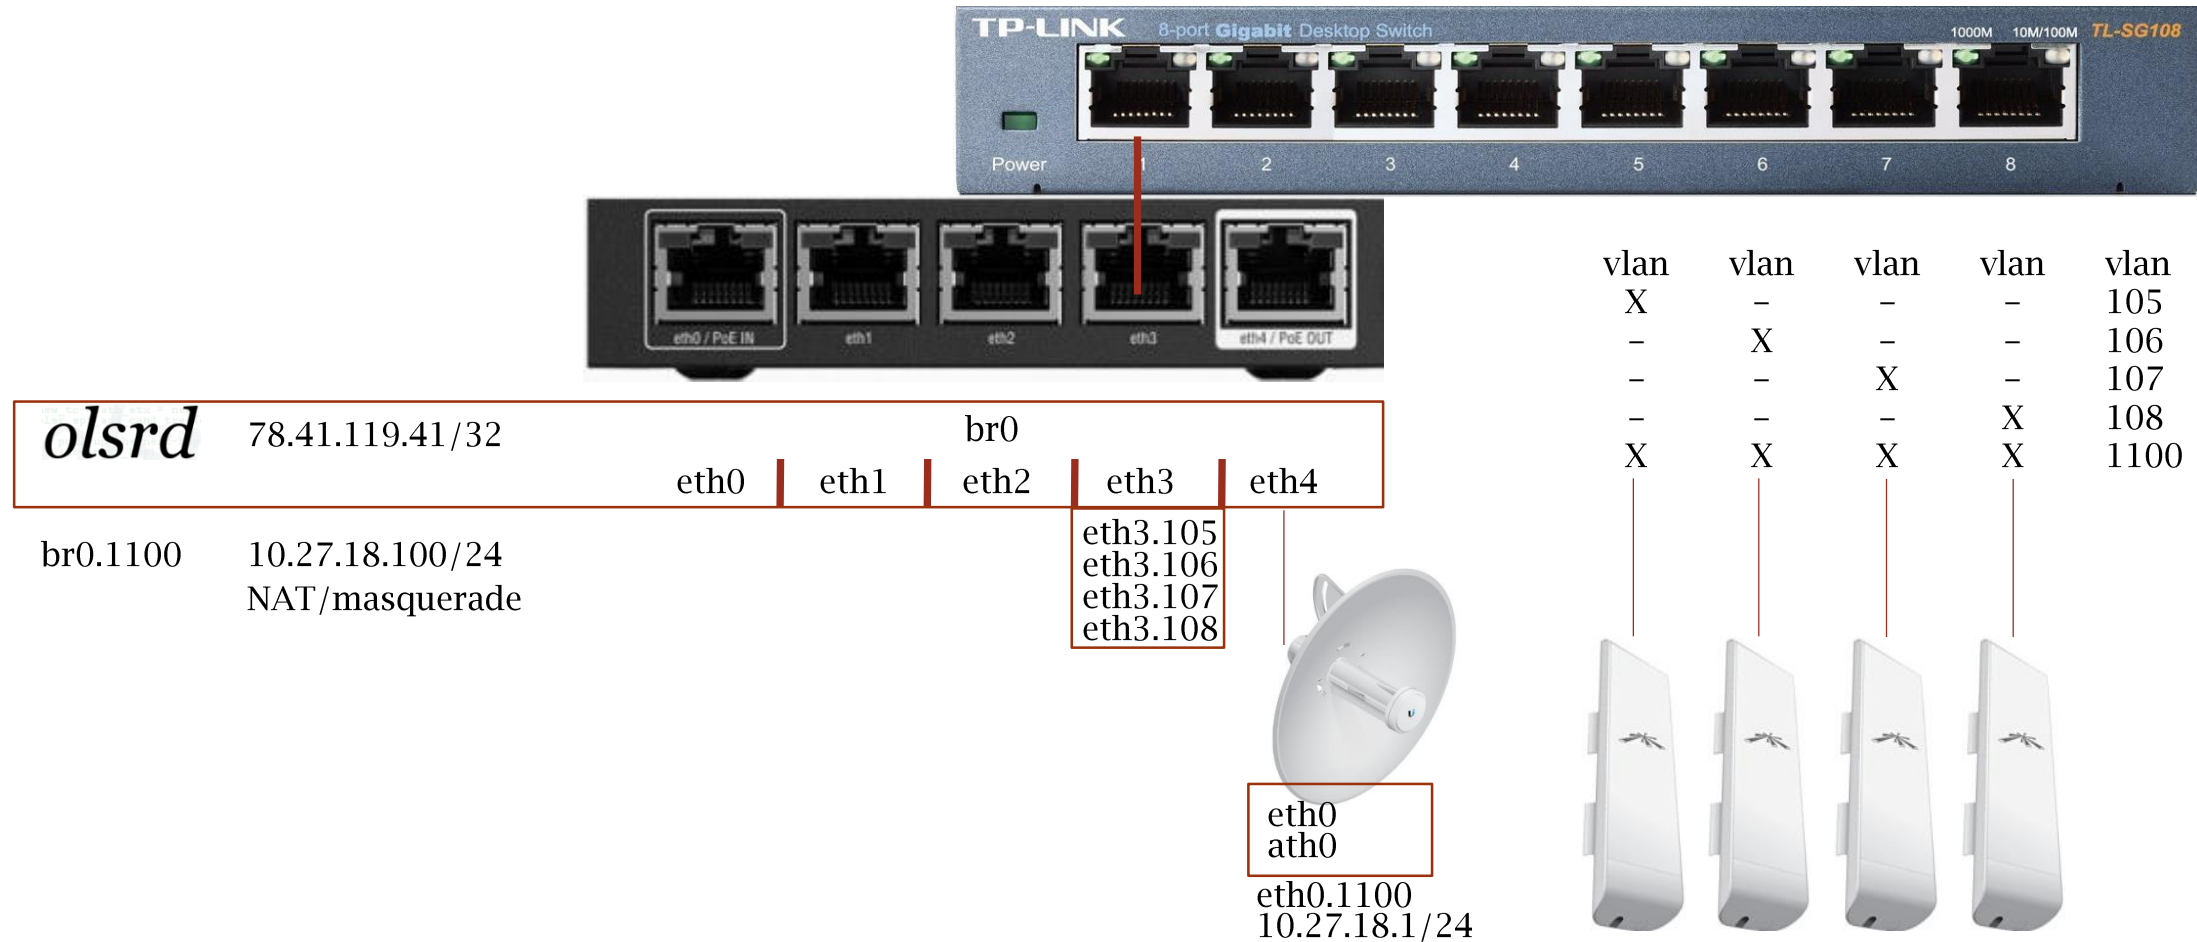 TP-LINK 8-port Gigabit Desktop Switch 1000M 10M/100M TL-SG108
Power 1 2 3 4 5 6 7 8
eth0 / PoE IN eth1 eth2 eth3 eth4 / PoE OUT
vlan vlan vlan vlan vlan
X – – – 105
– X – – 106
– – X – 107
– – – X 108
X X X X 1100
olsrd 78.41.119.41/32 br0
eth0 eth1 eth2 eth3 eth4
eth3.105
eth3.106
eth3.107
eth3.108
br0.1100 10.27.18.100/24
NAT/masquerade
eth0
ath0
eth0.1100
10.27.18.1/24